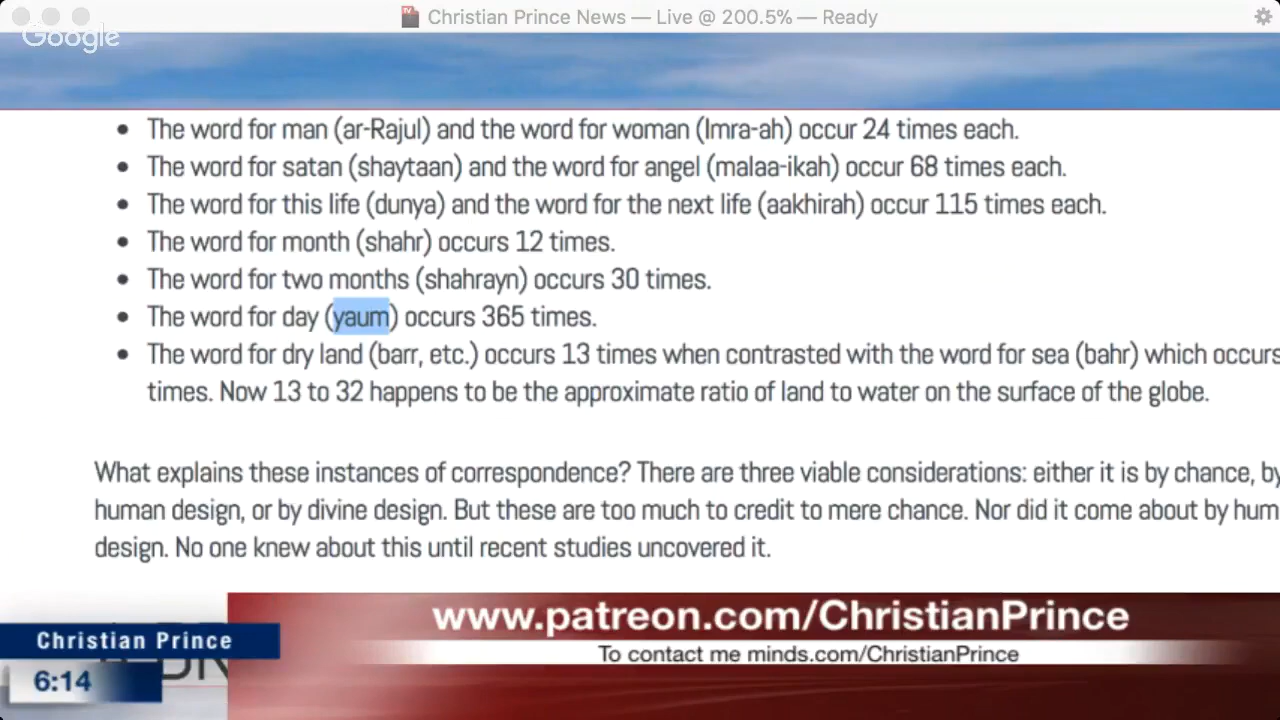 Christian Prince News — Live @ 200.5% — Ready
Google
• The word for man (ar-Rajul) and the word for woman (Imra-ah) occur 24 times each.
• The word for satan (shaytaan) and the word for angel (malaa-ikah) occur 68 times each.
• The word for this life (dunya) and the word for the next life (aakhirah) occur 115 times each.
• The word for month (shahr) occurs 12 times.
• The word for two months (shahrayn) occurs 30 times.
• The word for day (yaum) occurs 365 times.
• The word for dry land (barr, etc.) occurs 13 times when contrasted with the word for sea (bahr) which occurs
times. Now 13 to 32 happens to be the approximate ratio of land to water on the surface of the globe.
What explains these instances of correspondence? There are three viable considerations: either it is by chance, by
human design, or by divine design. But these are too much to credit to mere chance. Nor did it come about by hum
design. No one knew about this until recent studies uncovered it.
www.patreon.com/ChristianPrince
Christian Prince
To contact me minds.com/ChristianPrince
6:14